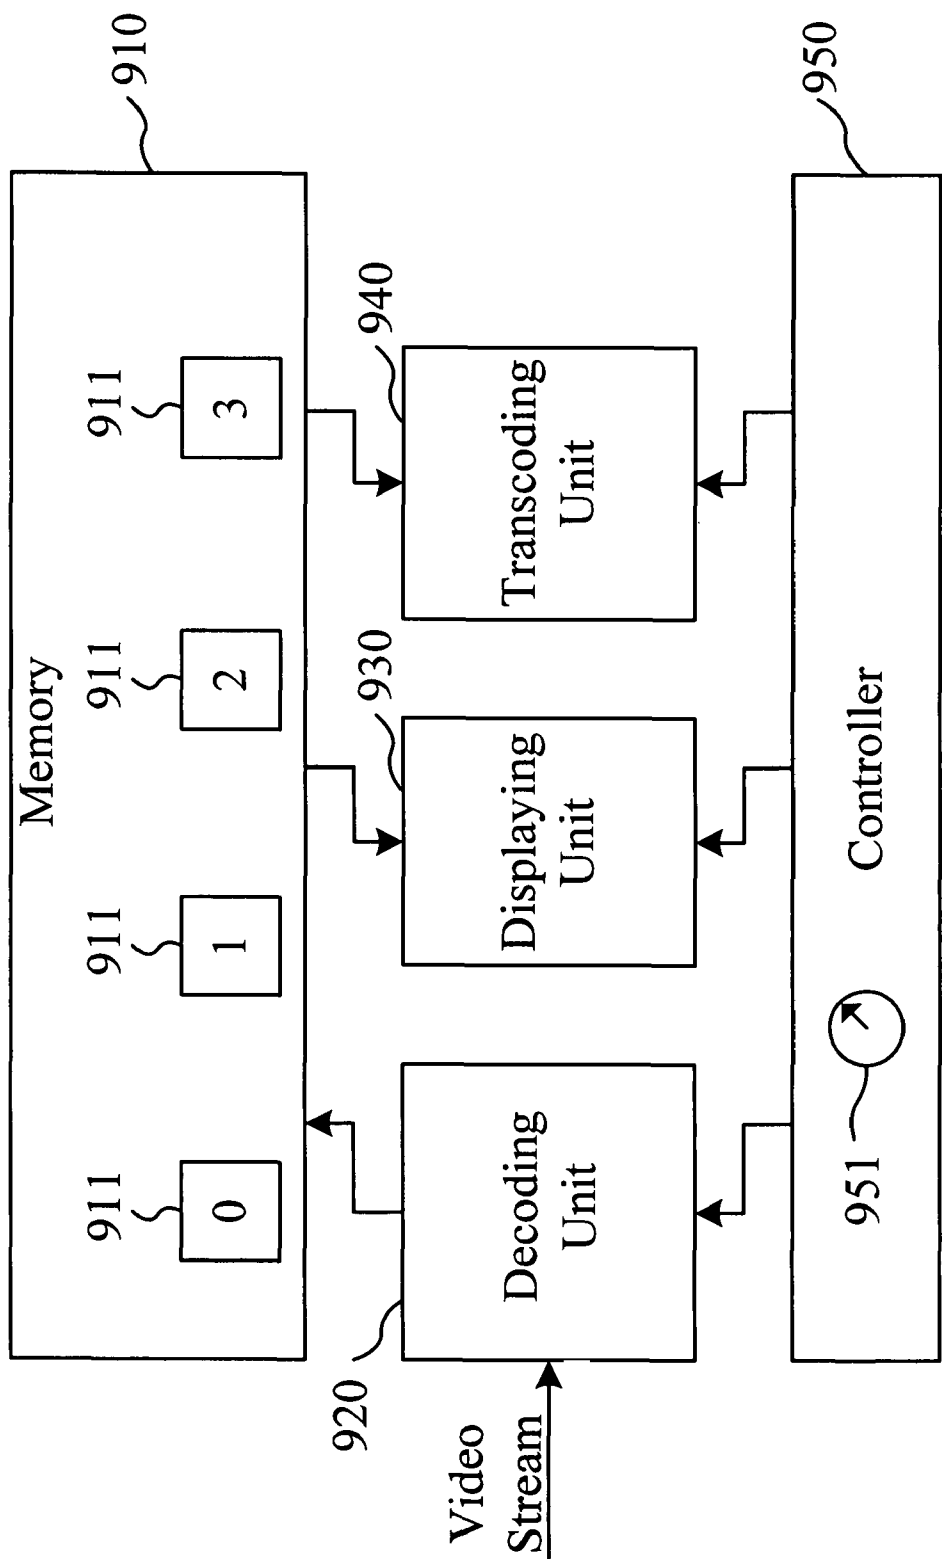 Memory
910
911
911
911
911
0
1
2
3
920
930
940
Video
Stream
Decoding
Unit
Displaying
Unit
Transcoding
Unit
951
Controller
950